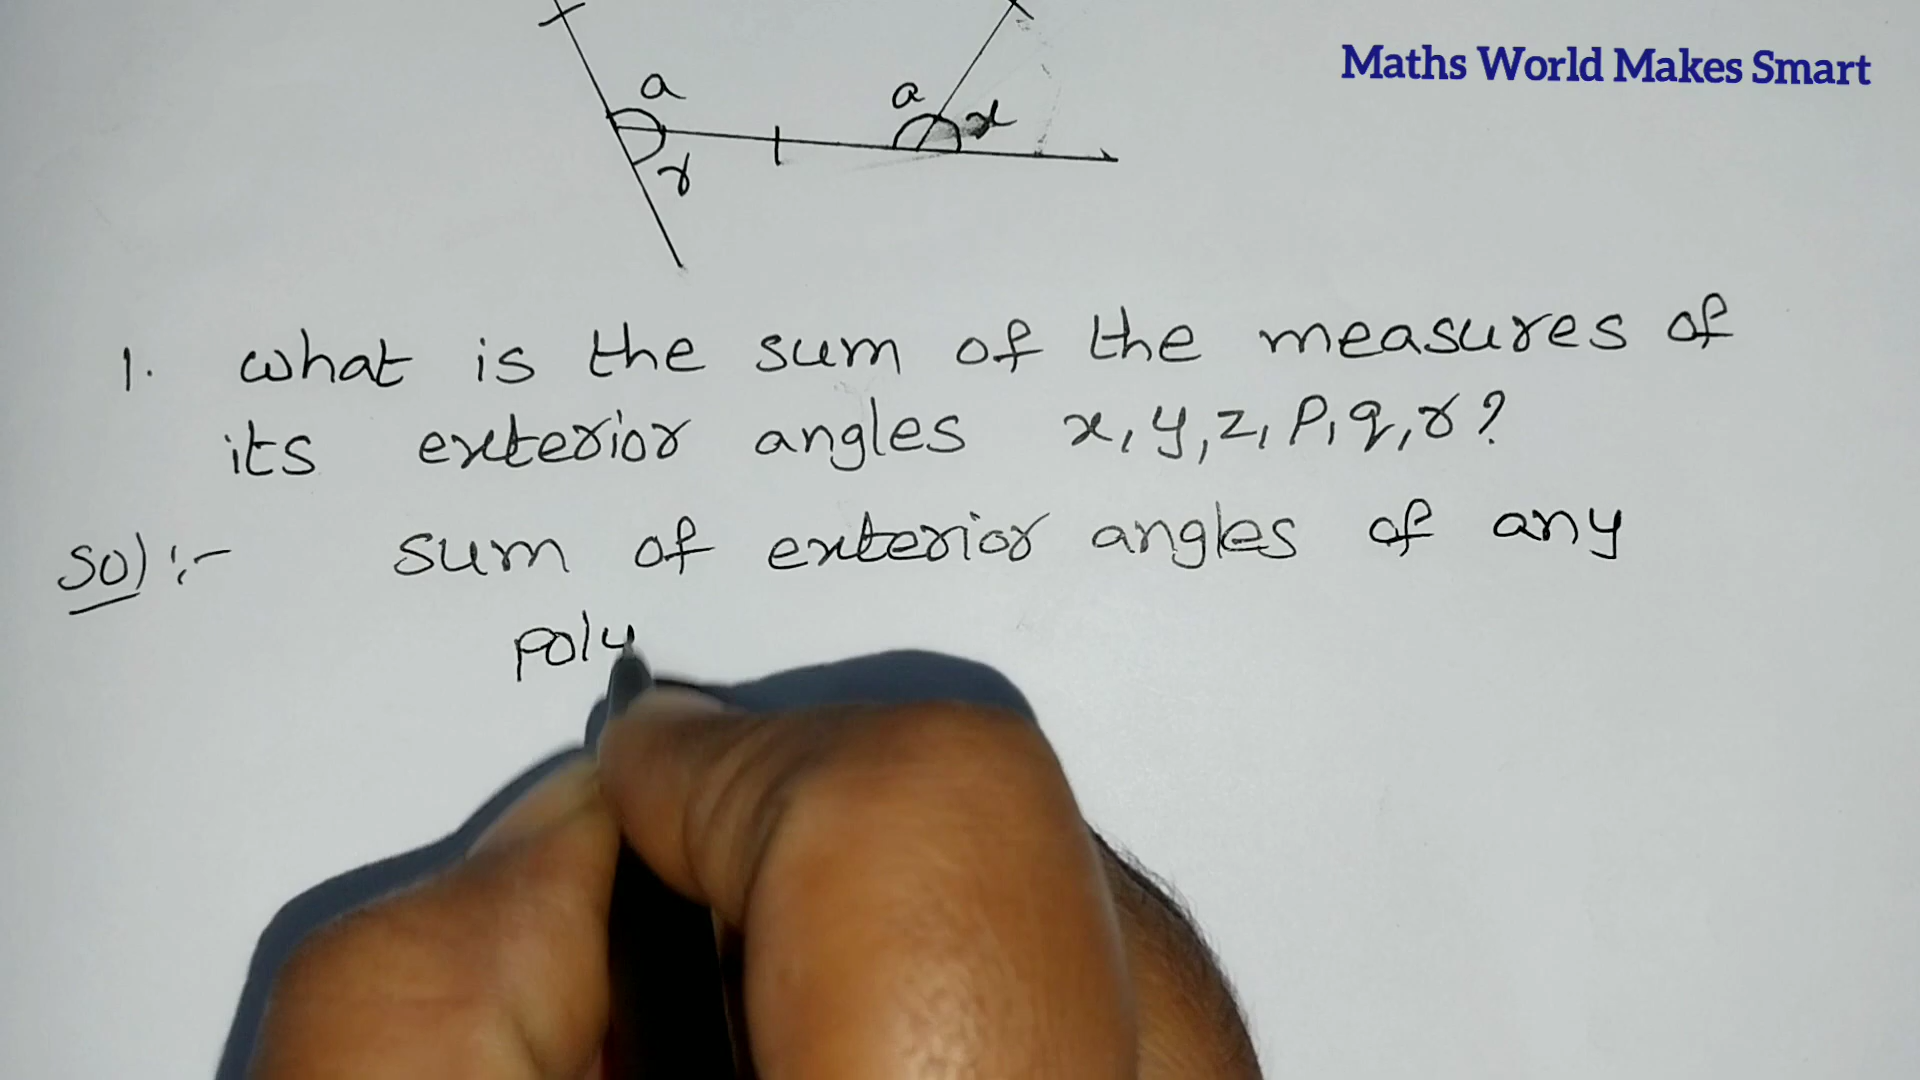 Maths World Makes Smart
a
a
x
r
1. what is the sum of the measures of
its exterior angles x, y, z, p, q, r?
Sol:- sum of exterior angles of any
poly